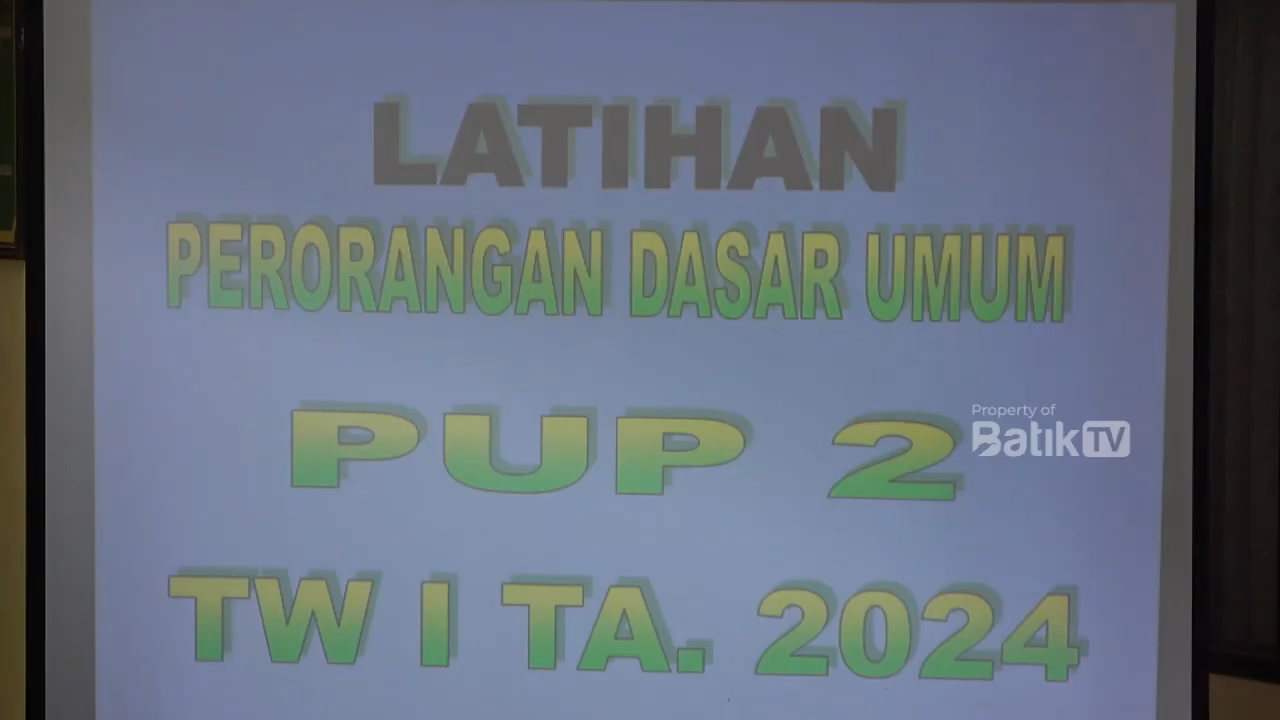 LATIHAN
PERORANGAN DASAR UMUM
PUP 2
Property of
BatikTV
TW I TA. 2024